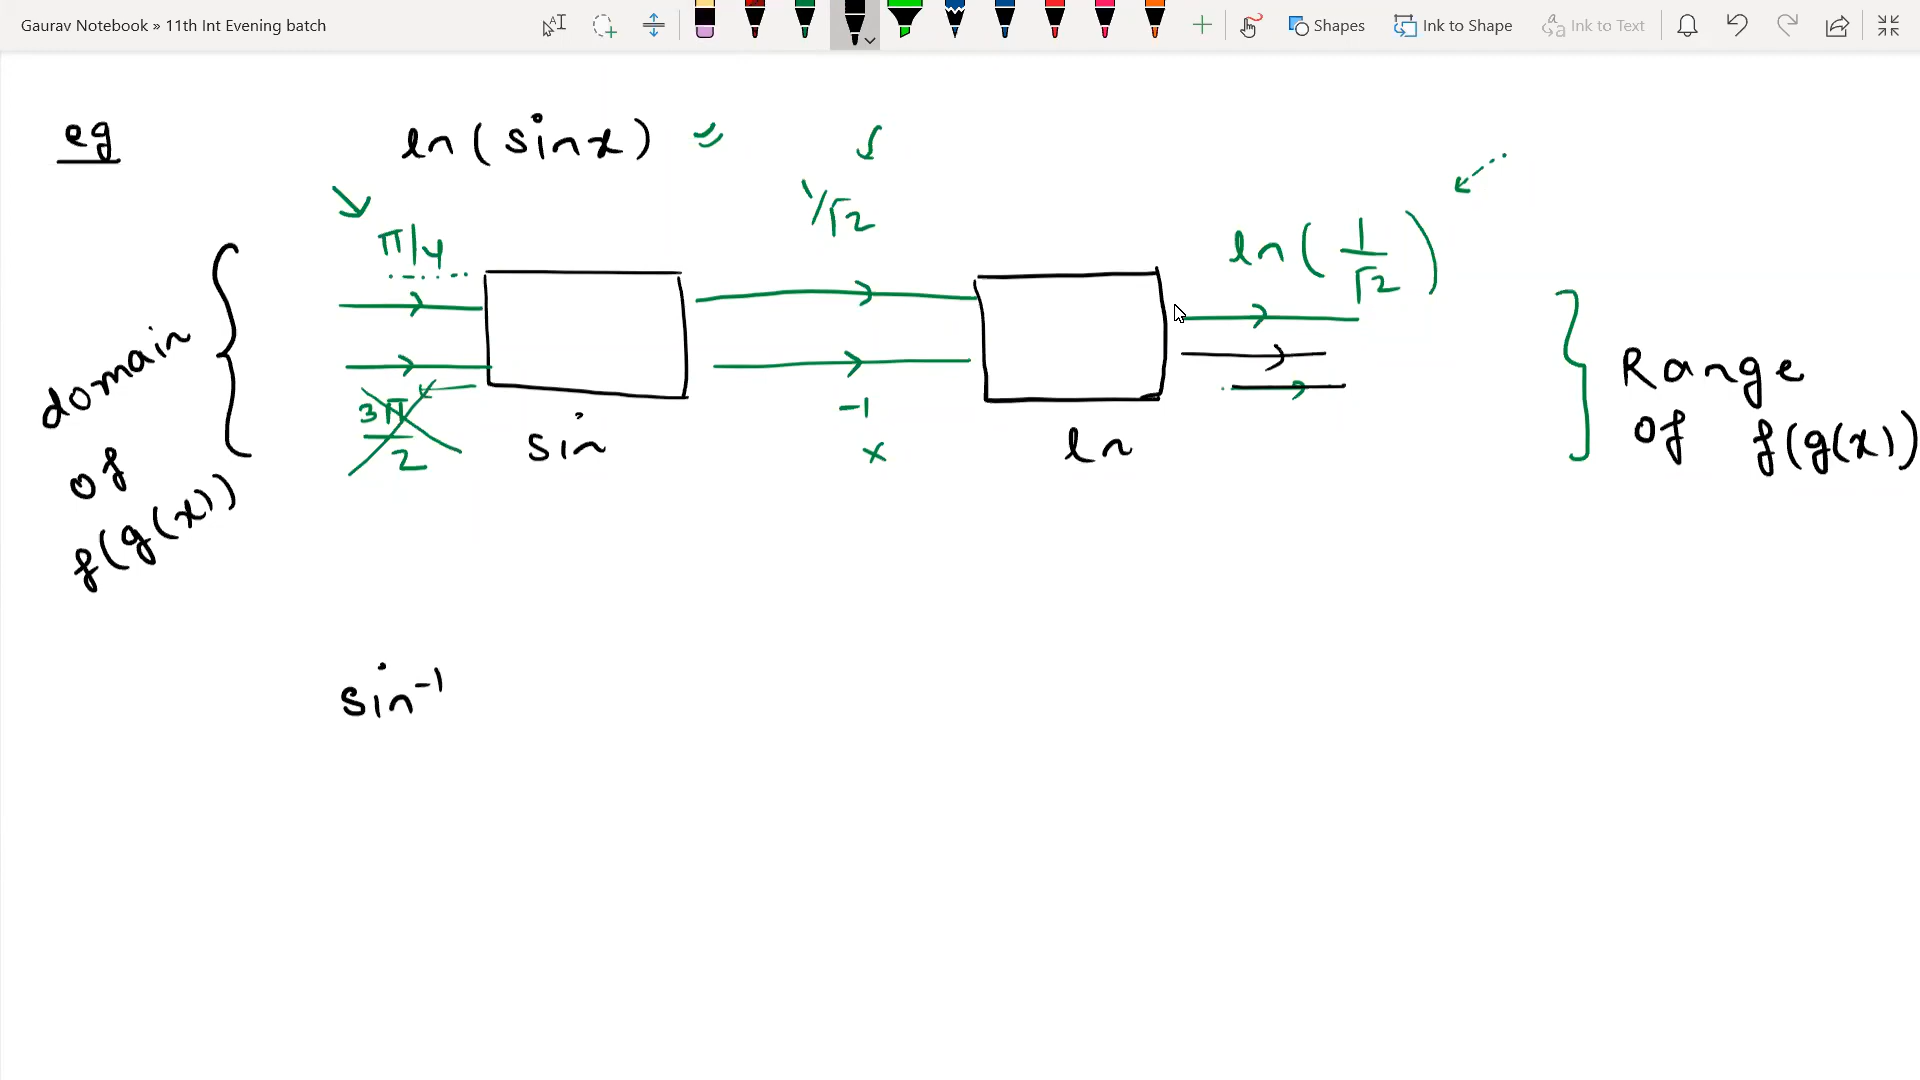 Gaurav Notebook » 11th Int Evening batch
Shapes
Ink to Shape
Ink to Text
eg
ln(sinx)
π/4
1/√2
ln(1/√2)
3π/2
-1
x
sin
ln
domain
of
f(g(x))
Range
of f(g(x))
sin⁻¹